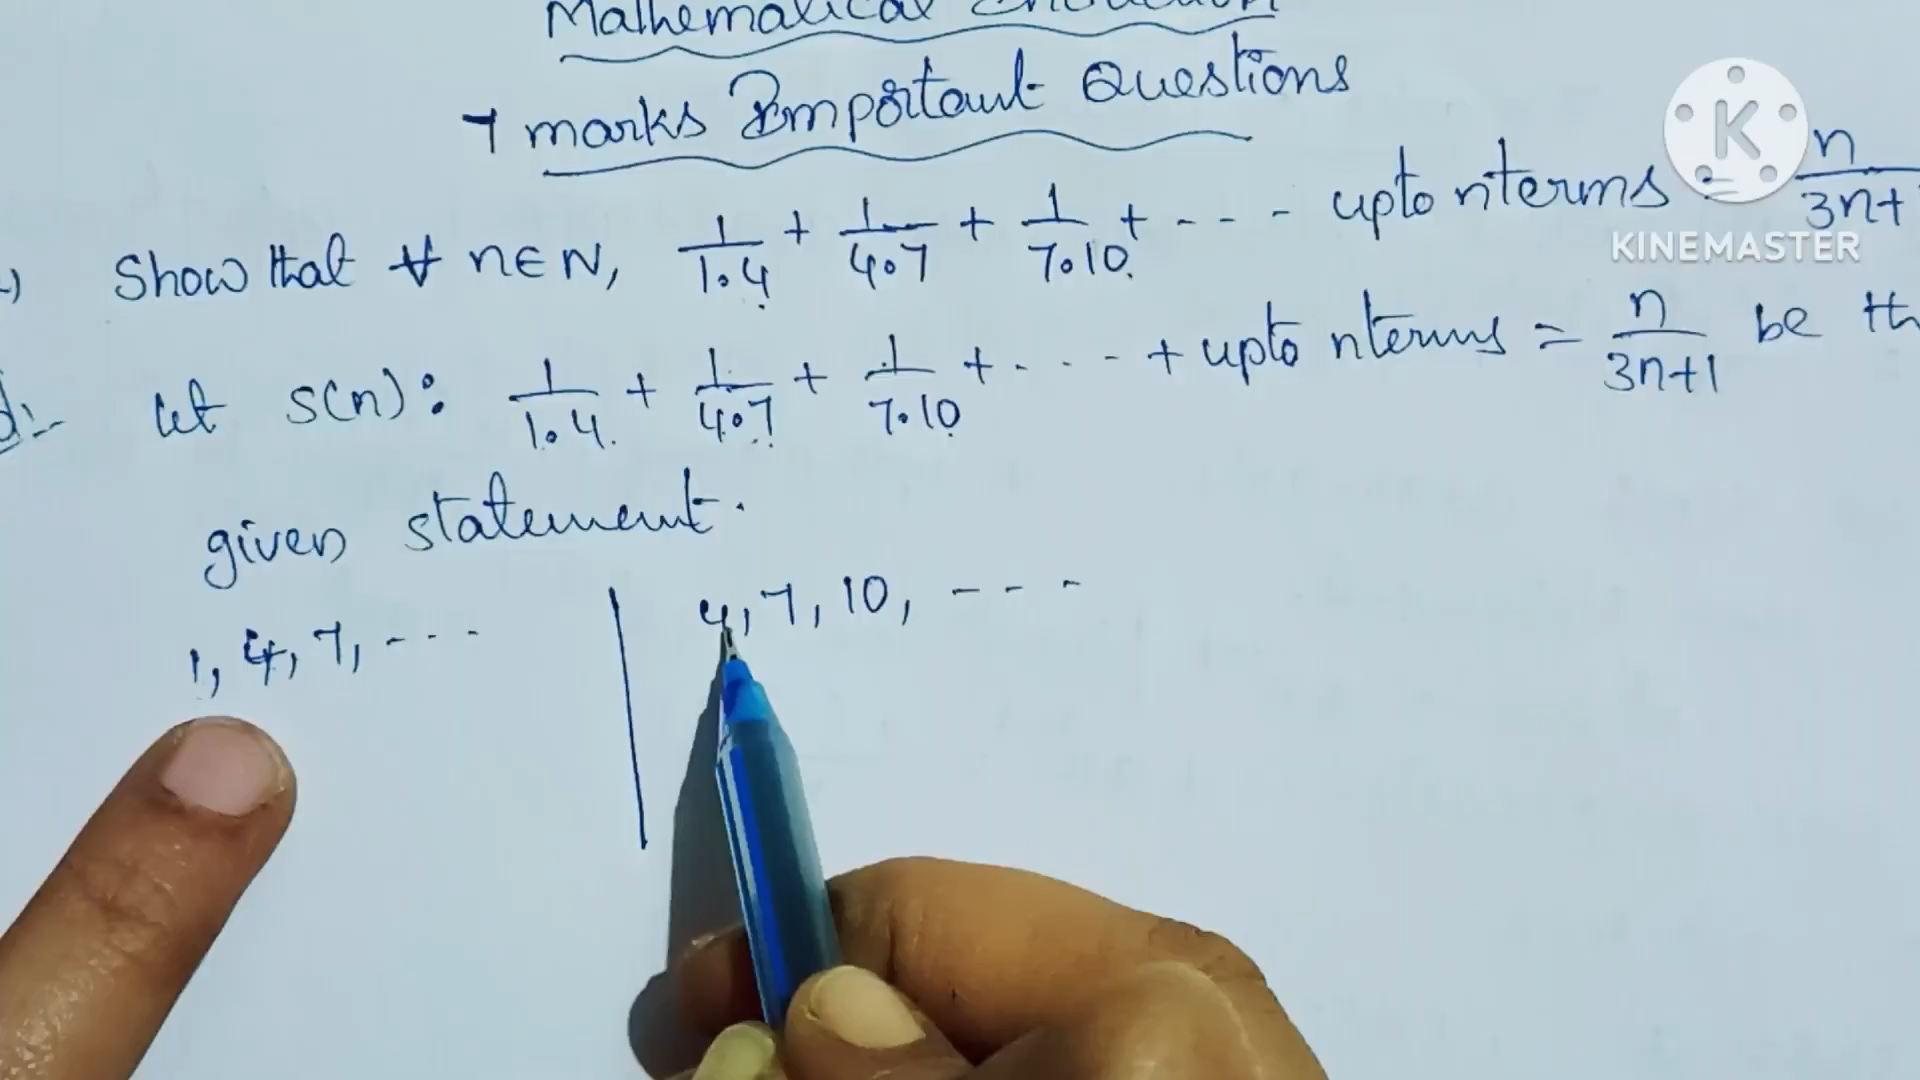 Mathematical Induction
7 marks Important Questions
Show that ∀ n∈N, 1/1.4 + 1/4.7 + 1/7.10 + - - - upto n terms = n/3n+
let s(n): 1/1.4 + 1/4.7 + 1/7.10 + - - - + upto n terms = n/3n+1 be th
given statement.
1, 4, 7, - - - | 4, 7, 10, - - -
K
KINEMASTER